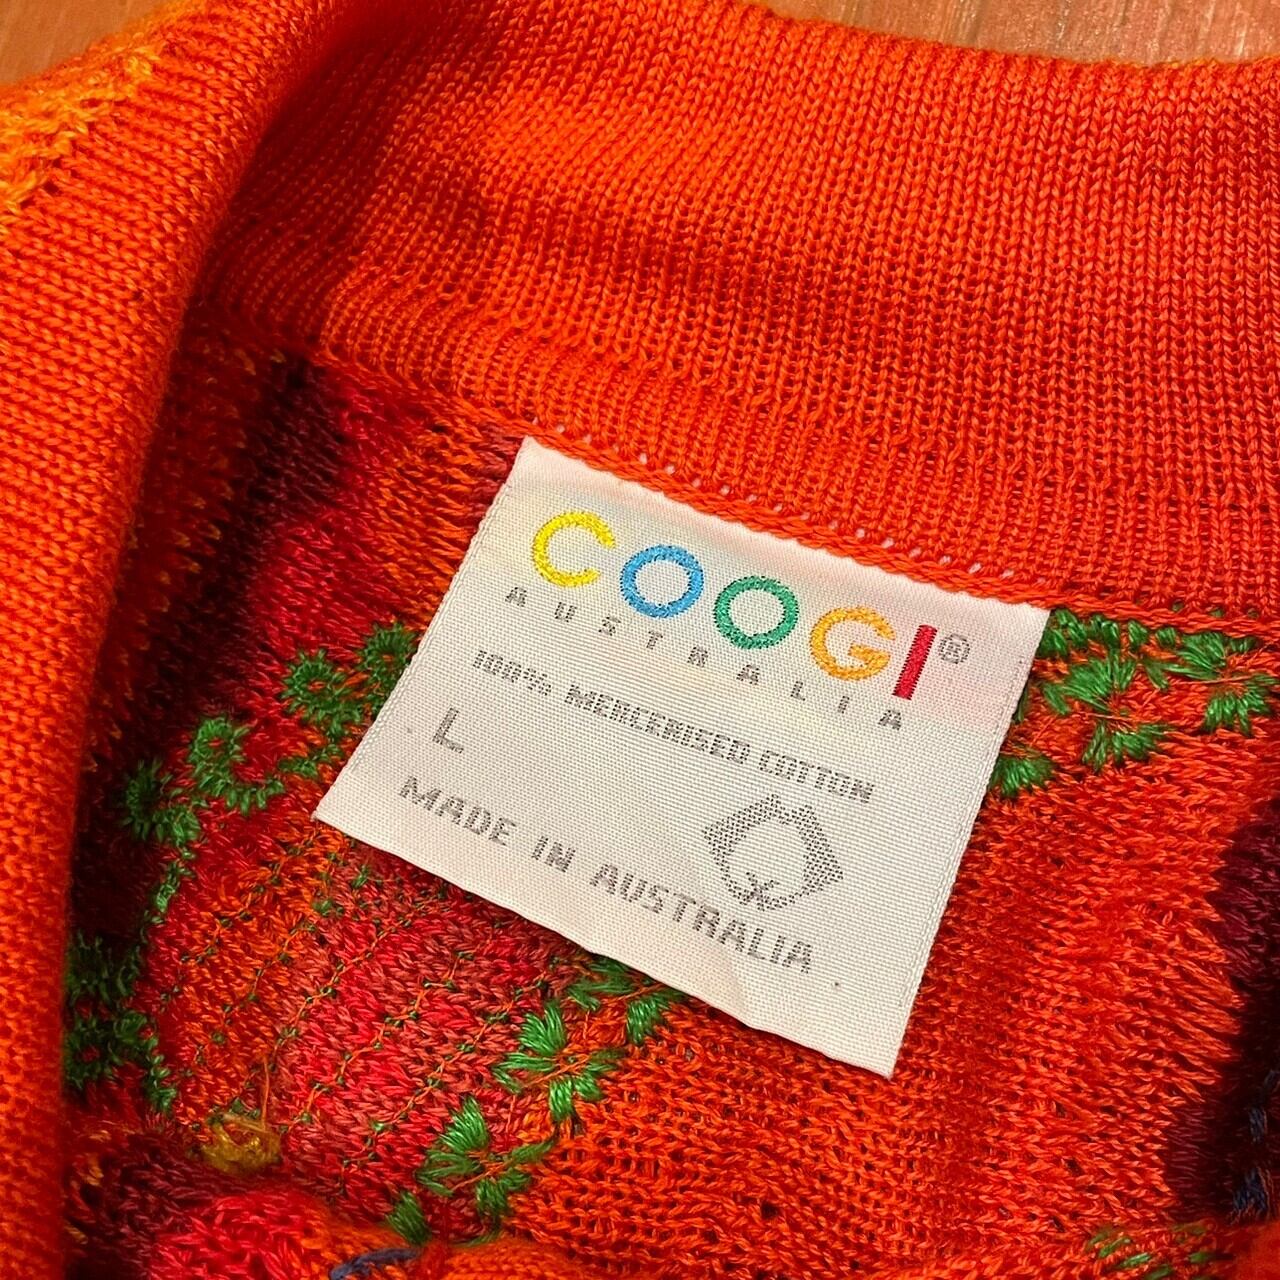 COOGI®
AUSTRALIA
100% MERCERISED COTTON
L
MADE IN AUSTRALIA